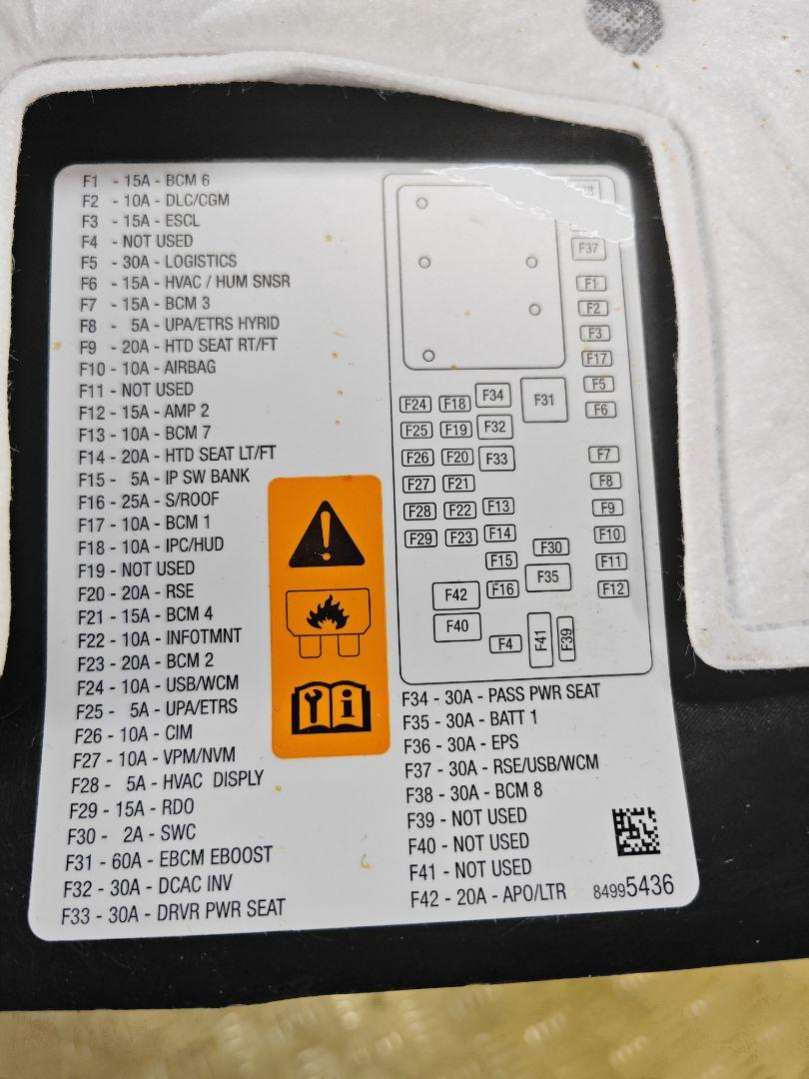 F1 - 15A - BCM 6
F2 - 10A - DLC/CGM
F3 - 15A - ESCL
F4 - NOT USED
F5 - 30A - LOGISTICS
F6 - 15A - HVAC / HUM SNSR
F7 - 15A - BCM 3
F8 - 5A - UPA/ETRS HYRID
F9 - 20A - HTD SEAT RT/FT
F10 - 10A - AIRBAG
F11 - NOT USED
F12 - 15A - AMP 2
F13 - 10A - BCM 7
F14 - 20A - HTD SEAT LT/FT
F15 - 5A - IP SW BANK
F16 - 25A - S/ROOF
F17 - 10A - BCM 1
F18 - 10A - IPC/HUD
F19 - NOT USED
F20 - 20A - RSE
F21 - 15A - BCM 4
F22 - 10A - INFOTMNT
F23 - 20A - BCM 2
F24 - 10A - USB/WCM
F25 - 5A - UPA/ETRS
F26 - 10A - CIM
F27 - 10A - VPM/NVM
F28 - 5A - HVAC DISPLY
F29 - 15A - RDO
F30 - 2A - SWC
F31 - 60A - EBCM EBOOST
F32 - 30A - DCAC INV
F33 - 30A - DRVR PWR SEAT
F37
F1
F2
F3
F17
F5
F6
F24 F18 F34 F31
F25 F19 F32
F26 F20 F33 F7
F27 F21 F8
F28 F22 F13 F9
F29 F23 F14 F30 F10
F15 F35 F11
F42 F16 F12
F40 F4 F41 F39
F34 - 30A - PASS PWR SEAT
F35 - 30A - BATT 1
F36 - 30A - EPS
F37 - 30A - RSE/USB/WCM
F38 - 30A - BCM 8
F39 - NOT USED
F40 - NOT USED
F41 - NOT USED
F42 - 20A - APO/LTR
84995436